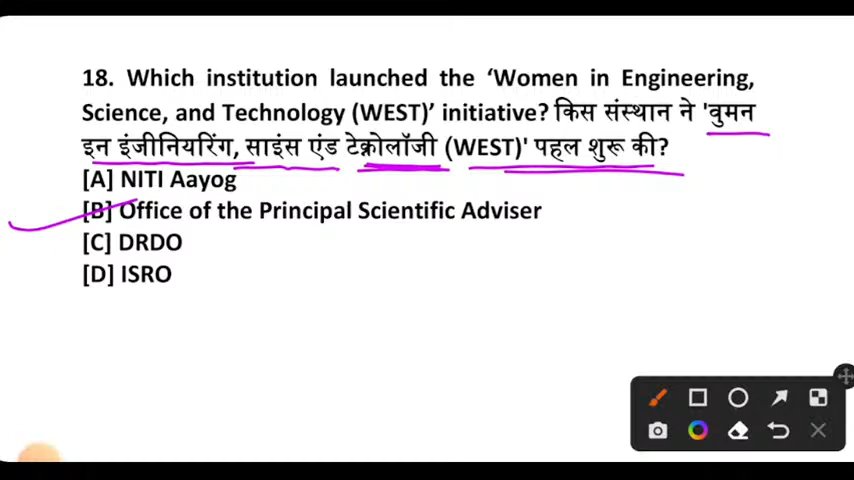 18. Which institution launched the ‘Women in Engineering,
Science, and Technology (WEST)’ initiative? किस संस्थान ने 'वुमन
इन इंजीनियरिंग, साइंस एंड टेक्नोलॉजी (WEST)' पहल शुरू की?
[A] NITI Aayog
[B] Office of the Principal Scientific Adviser
[C] DRDO
[D] ISRO